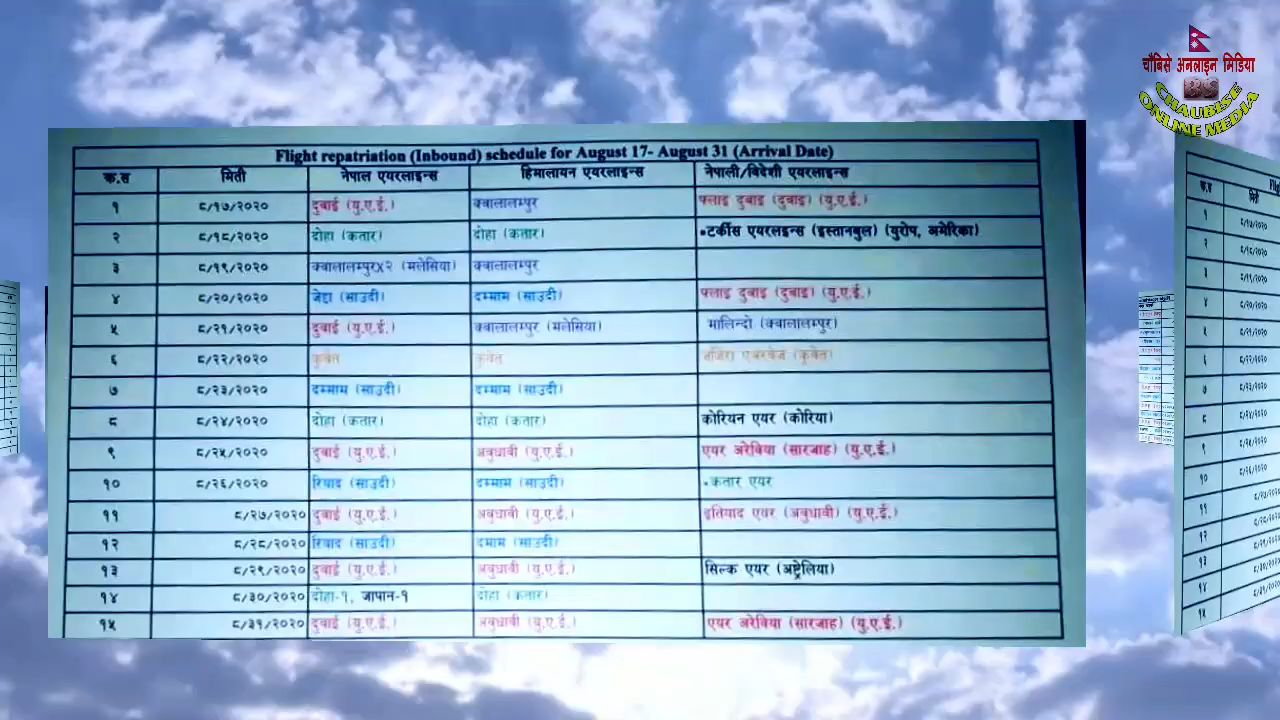 चौबिसे अनलाइन मिडिया
CHAUBISE
ONLINE MEDIA
Flight repatriation (Inbound) schedule for August 17- August 31 (Arrival Date)
क.स मिती नेपाल एयरलाइन्स हिमालायन एयरलाइन्स नेपाली/विदेशी एयरलाइन्स
१ ८/१७/२०२० दुबाई (यु.ए.ई.) क्वालालम्पुर फ्लाइ दुबाइ (दुबाइ) (यु.ए.ई.)
२ ८/१८/२०२० दोहा (कतार) दोहा (कतार) •टर्कीस एयरलइन्स (इस्तानबुल) (युरोप, अमेरिका)
३ ८/१९/२०२० क्वालालम्पुरX२ (मलेसिया) क्वालालम्पुर
४ ८/२०/२०२० जेद्दा (साउदी) दम्माम (साउदी) फ्लाइ दुबाइ (दुबाइ) (यु.ए.ई.)
५ ८/२१/२०२० दुबाई (यु.ए.ई.) क्वालालम्पुर (मलेसिया) मालिन्दो (क्वालालम्पुर)
६ ८/२२/२०२० कुवेत कुवेत एयरवेज (कुवेत)
७ ८/२३/२०२० दम्माम (साउदी) दम्माम (साउदी)
८ ८/२४/२०२० दोहा (कतार) दोहा (कतार) कोरियन एयर (कोरिया)
९ ८/२५/२०२० दुबाई (यु.ए.ई.) अबुधावी (यु.ए.ई.) एयर अरेविया (सारजाह) (यु.ए.ई.)
१० ८/२६/२०२० रियाद (साउदी) दम्माम (साउदी) •कतार एयर
११ ८/२७/२०२० दुबाई (यु.ए.ई.) अबुधावी (यु.ए.ई.) इतियाद एयर (अबुधावी) (यु.ए.ई.)
१२ ८/२८/२०२० रियाद (साउदी) दमाम (साउदी)
१३ ८/२९/२०२० दुबाई (यु.ए.ई.) अबुधावी (यु.ए.ई.) सिल्क एयर (अष्ट्रेलिया)
१४ ८/३०/२०२० दोहा-१, जापान-१ दोहा (कतार)
१५ ८/३१/२०२० दुबाई (यु.ए.ई.) अबुधावी (यु.ए.ई.) एयर अरेविया (सारजाह) (यु.ए.ई.)